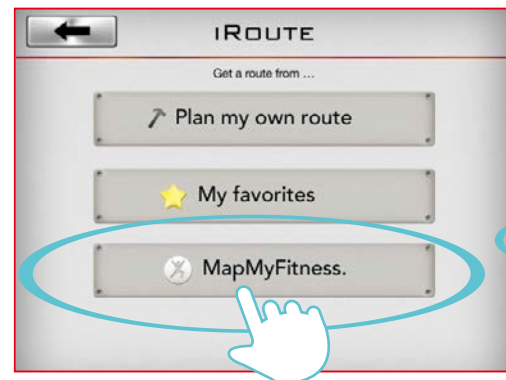 iROUTE
Get a route from ...
Plan my own route
My favorites
MapMyFitness.